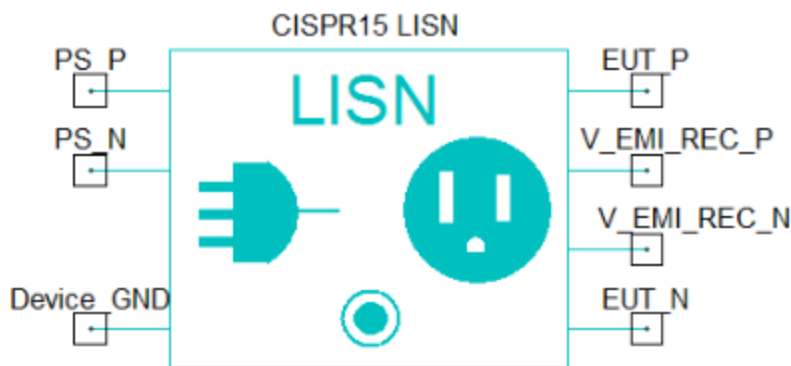 CISPR15 LISN
PS_P
EUT_P
LISN
PS_N
V_EMI_REC_P
V_EMI_REC_N
Device_GND
EUT_N